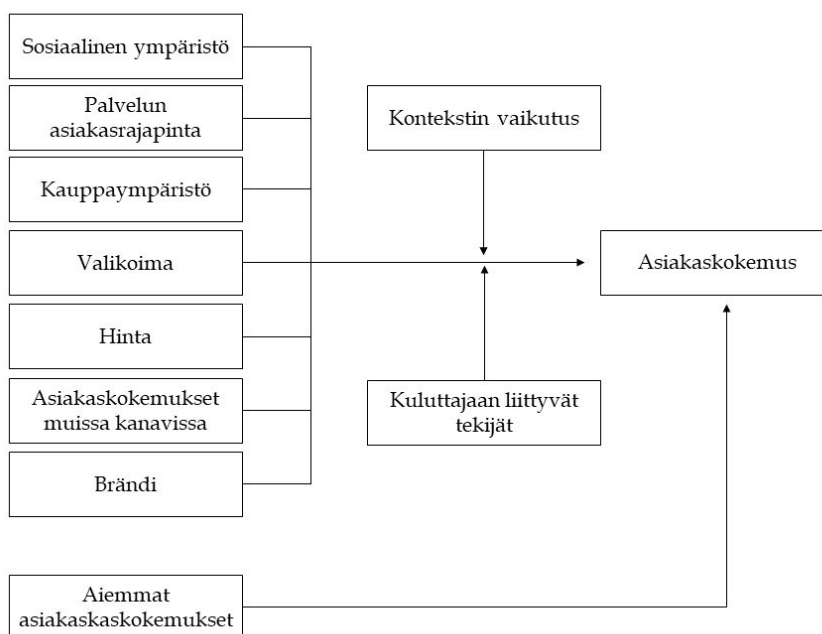 Sosiaalinen ympäristö
Palvelun
asiakasrajapinta
Kauppaympäristö
Valikoima
Hinta
Asiakaskokemukset
muissa kanavissa
Brändi
Aiemmat
asiakaskaskokemukset
Kontekstin vaikutus
Kuluttajaan liittyvät
tekijät
Asiakaskokemus